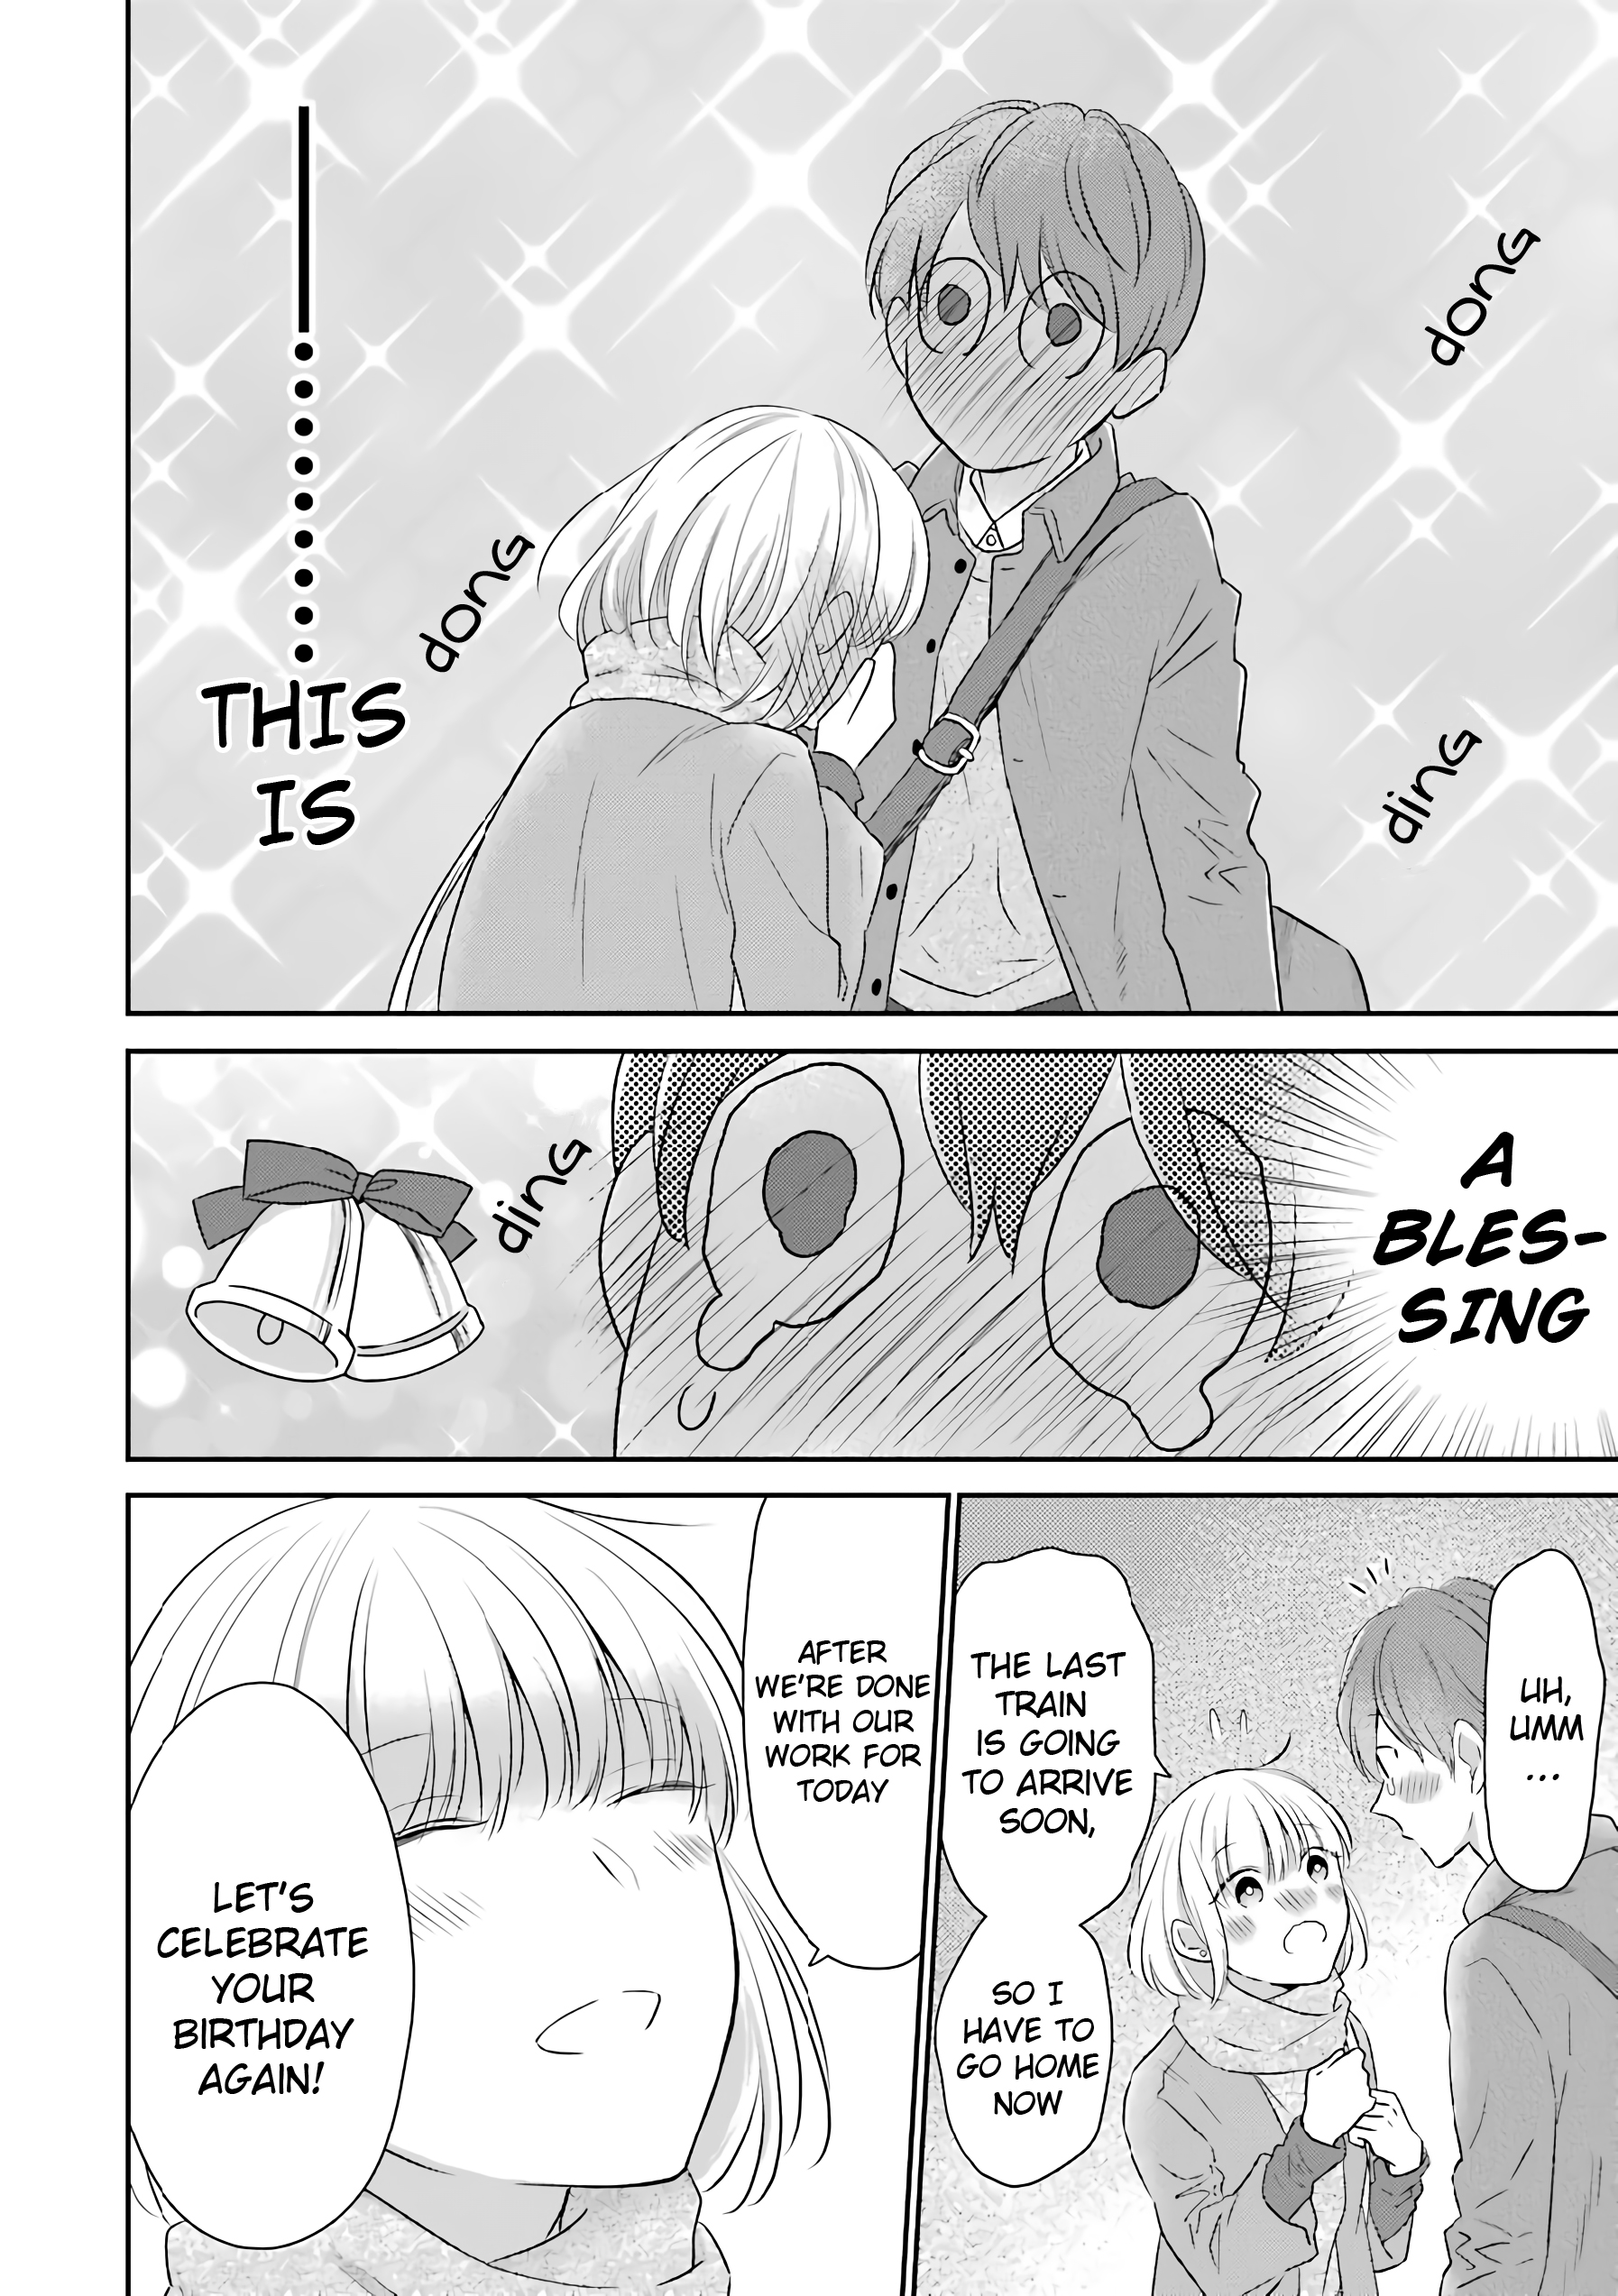 dong
ding
dong
THIS
IS
A
BLES-
SING
ding
UH,
UMM
...
THE LAST
TRAIN
IS GOING
TO ARRIVE
SOON,
SO I
HAVE TO
GO HOME
NOW
AFTER
WE'RE DONE
WITH OUR
WORK FOR
TODAY
LET'S
CELEBRATE
YOUR
BIRTHDAY
AGAIN!